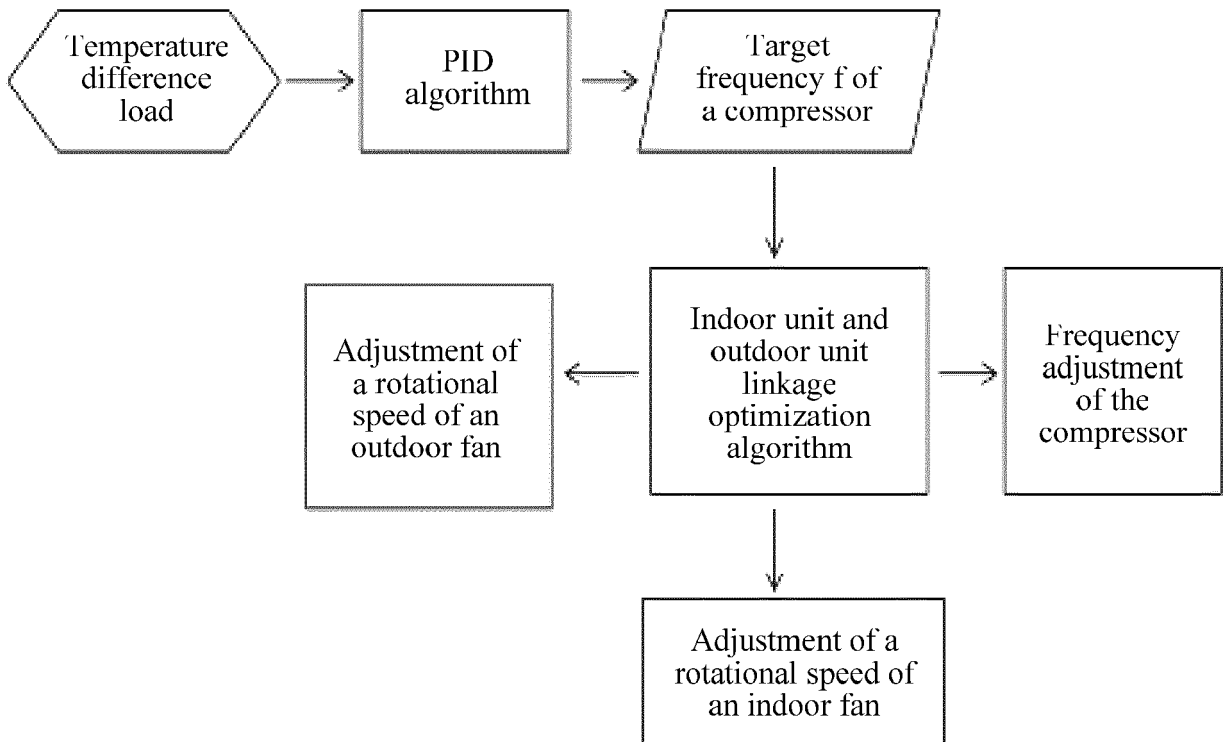 Temperature
difference
load
PID
algorithm
Target
frequency f of
a compressor
Adjustment of
a rotational
speed of an
outdoor fan
Indoor unit and
outdoor unit
linkage
optimization
algorithm
Frequency
adjustment
of the
compressor
Adjustment of a
rotational speed of
an indoor fan